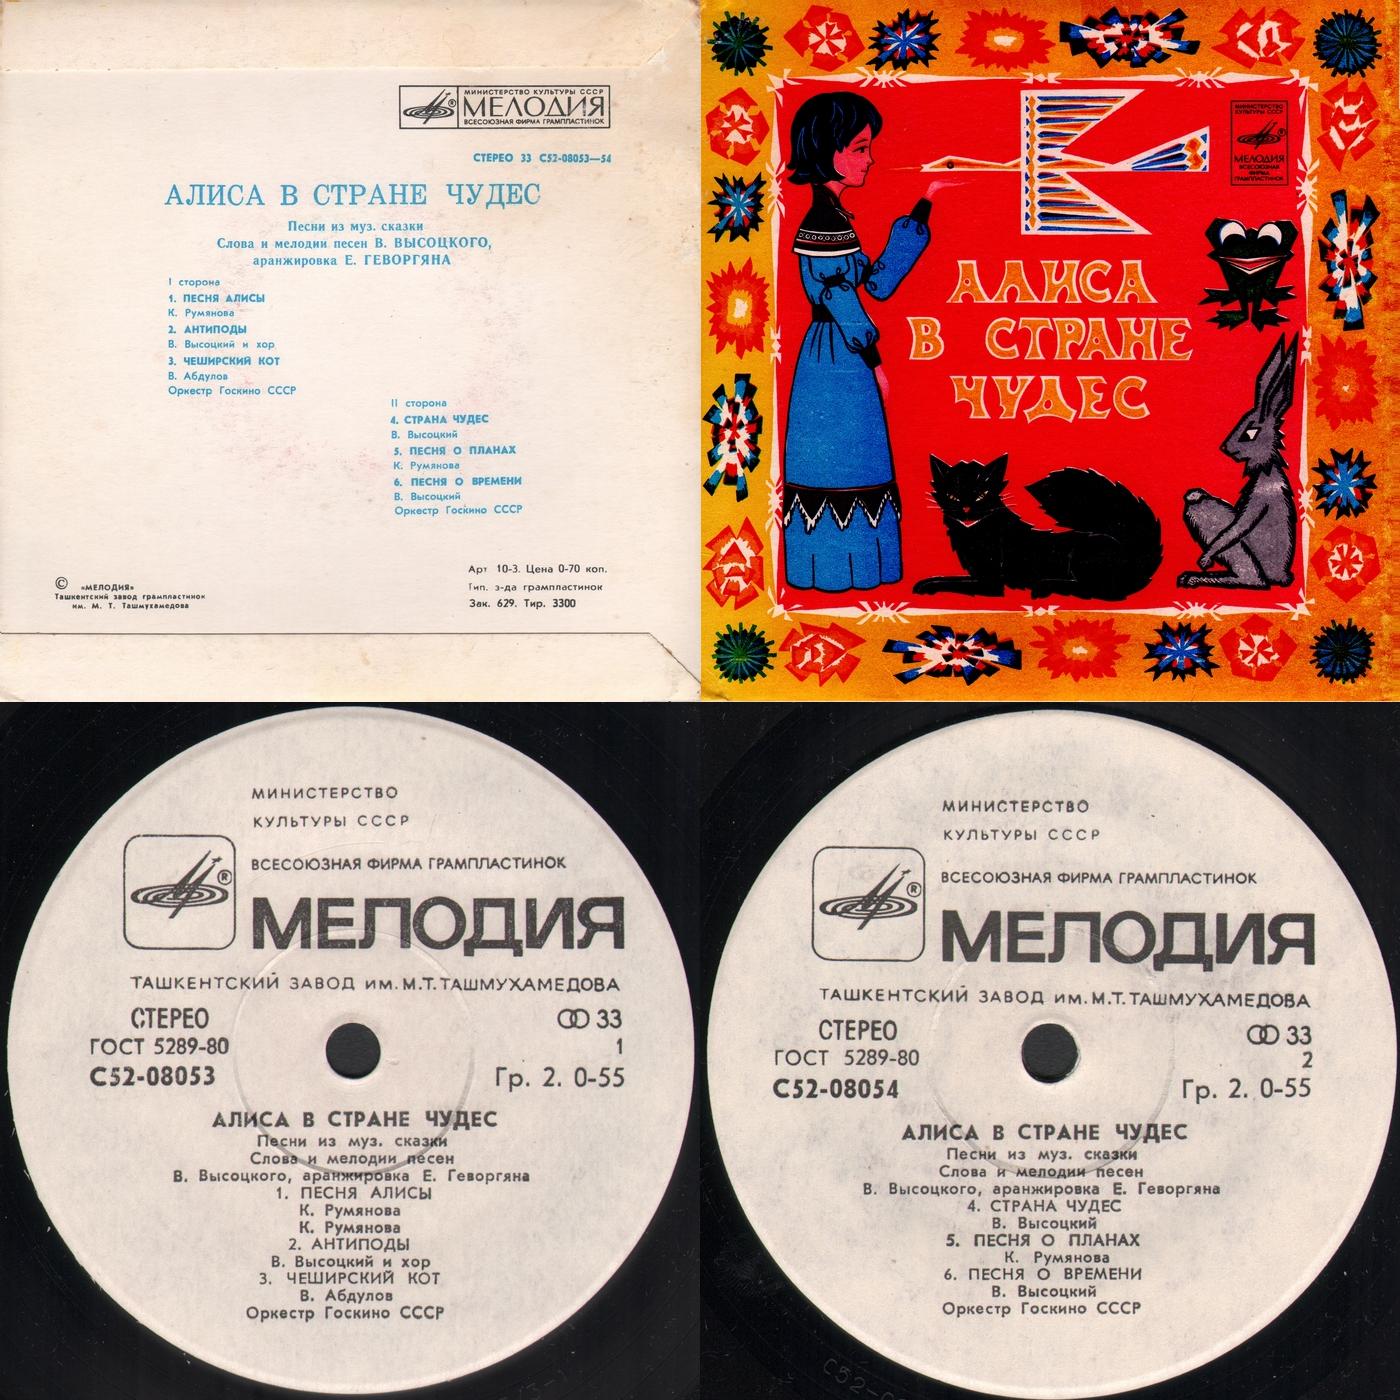 МИНИСТЕРСТВО КУЛЬТУРЫ СССР
МЕЛОДИЯ
ВСЕСОЮЗНАЯ ФИРМА ГРАМПЛАСТИНОК
СТЕРЕО 33 С52-08053—54
АЛИСА В СТРАНЕ ЧУДЕС
Песни из муз. сказки
Слова и мелодии песен В. ВЫСОЦКОГО,
аранжировка Е. ГЕВОРГЯНА
I сторона
1. ПЕСНЯ АЛИСЫ
К. Румянова
2. АНТИПОДЫ
В. Высоцкий и хор
3. ЧЕШИРСКИЙ КОТ
В. Абдулов
Оркестр Госкино СССР
II сторона
4. СТРАНА ЧУДЕС
В. Высоцкий
5. ПЕСНЯ О ПЛАНАХ
К. Румянова
6. ПЕСНЯ О ВРЕМЕНИ
В. Высоцкий
Оркестр Госкино СССР
© «МЕЛОДИЯ»
Ташкентский завод грампластинок
им. М. Т. Ташмухамедова
Арт 10-3. Цена 0-70 коп.
Тип. з-да грампластинок
Зак. 629. Тир. 3300
МИНИСТЕРСТВО
КУЛЬТУРЫ СССР
МЕЛОДИЯ
ВСЕСОЮЗНАЯ
ФИРМА
ГРАМПЛАСТИНОК
АЛИСА
В СТРАНЕ
ЧУДЕС
МИНИСТЕРСТВО
КУЛЬТУРЫ СССР
ВСЕСОЮЗНАЯ ФИРМА ГРАМПЛАСТИНОК
®
МЕЛОДИЯ
ТАШКЕНТСКИЙ ЗАВОД им. М.Т. ТАШМУХАМЕДОВА
СТЕРЕО 33
ГОСТ 5289-80 1
С52-08053 Гр. 2. 0-55
АЛИСА В СТРАНЕ ЧУДЕС
Песни из муз. сказки
Слова и мелодии песен
В. Высоцкого, аранжировка Е. Геворгяна
1. ПЕСНЯ АЛИСЫ
К. Румянова
К. Румянова
2. АНТИПОДЫ
В. Высоцкий и хор
3. ЧЕШИРСКИЙ КОТ
В. Абдулов
Оркестр Госкино СССР
МИНИСТЕРСТВО
КУЛЬТУРЫ СССР
ВСЕСОЮЗНАЯ ФИРМА ГРАМПЛАСТИНОК
®
МЕЛОДИЯ
ТАШКЕНТСКИЙ ЗАВОД им. М.Т. ТАШМУХАМЕДОВА
СТЕРЕО 33
ГОСТ 5289-80 2
С52-08054 Гр. 2. 0-55
АЛИСА В СТРАНЕ ЧУДЕС
Песни из муз. сказки
Слова и мелодии песен
В. Высоцкого, аранжировка Е. Геворгяна
4. СТРАНА ЧУДЕС
В. Высоцкий
5. ПЕСНЯ О ПЛАНАХ
К. Румянова
6. ПЕСНЯ О ВРЕМЕНИ
В. Высоцкий
Оркестр Госкино СССР